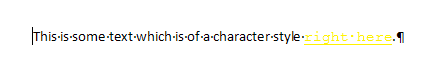 This is some text which is of a character style right here.¶